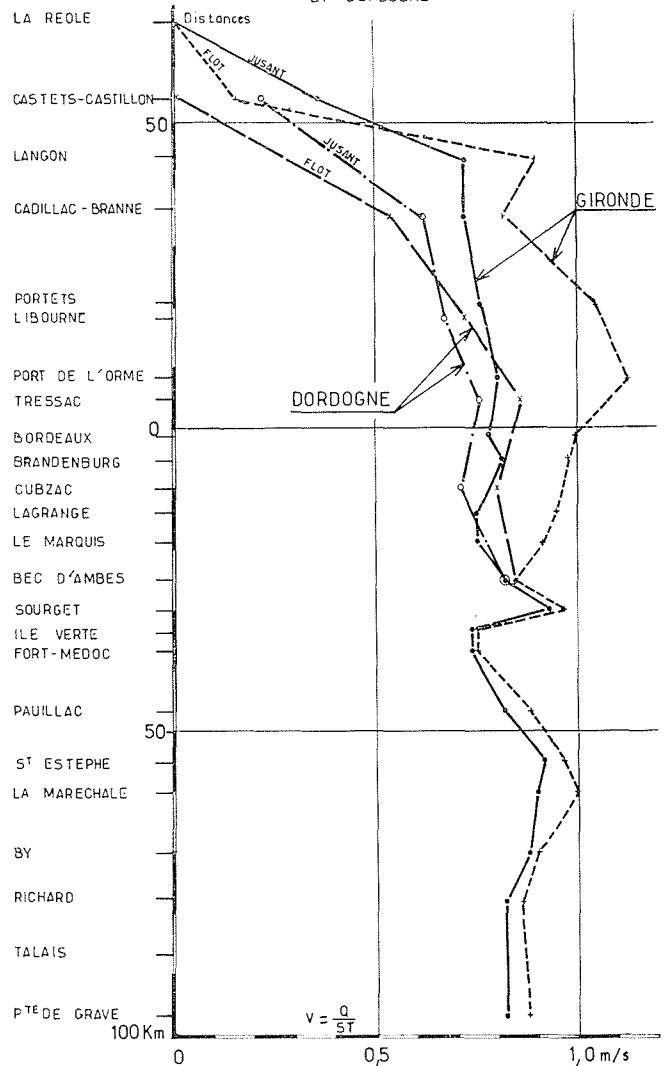 LA REOLE
Distances
FLOT
JUSANT
CASTETS-CASTILLON
50
LANGON
JUSANT
FLOT
CADILLAC - BRANNE
GIRONDE
PORTETS
LIBOURNE
PORT DE L'ORME
TRESSAC
DORDOGNE
0
BORDEAUX
BRANDENBURG
CUBZAC
LAGRANGE
LE MARQUIS
BEC D'AMBES
SOURGET
ILE VERTE
FORT-MEDOC
PAUILLAC
50
ST ESTEPHE
LA MARECHALE
BY
RICHARD
TALAIS
PTE DE GRAVE
V = Q/ST
100 Km
0 0,5 1,0 m/s